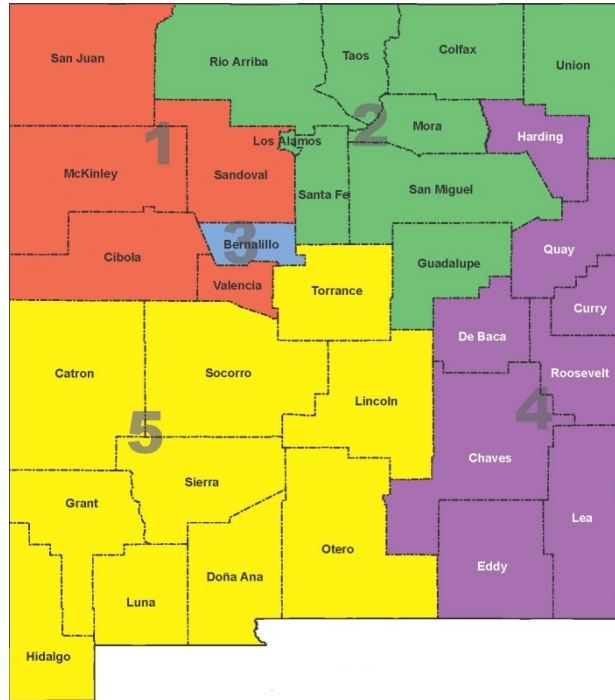 San Juan
Rio Arriba
Taos
Colfax
Union
1
2
Mora
Harding
Los Alamos
McKinley
Sandoval
Santa Fe
San Miguel
3
Bernalillo
Cibola
Quay
Guadalupe
Valencia
Torrance
Curry
De Baca
Catron
Socorro
Roosevelt
Lincoln
4
5
Chaves
Sierra
Grant
Lea
Otero
Doña Ana
Eddy
Luna
Hidalgo